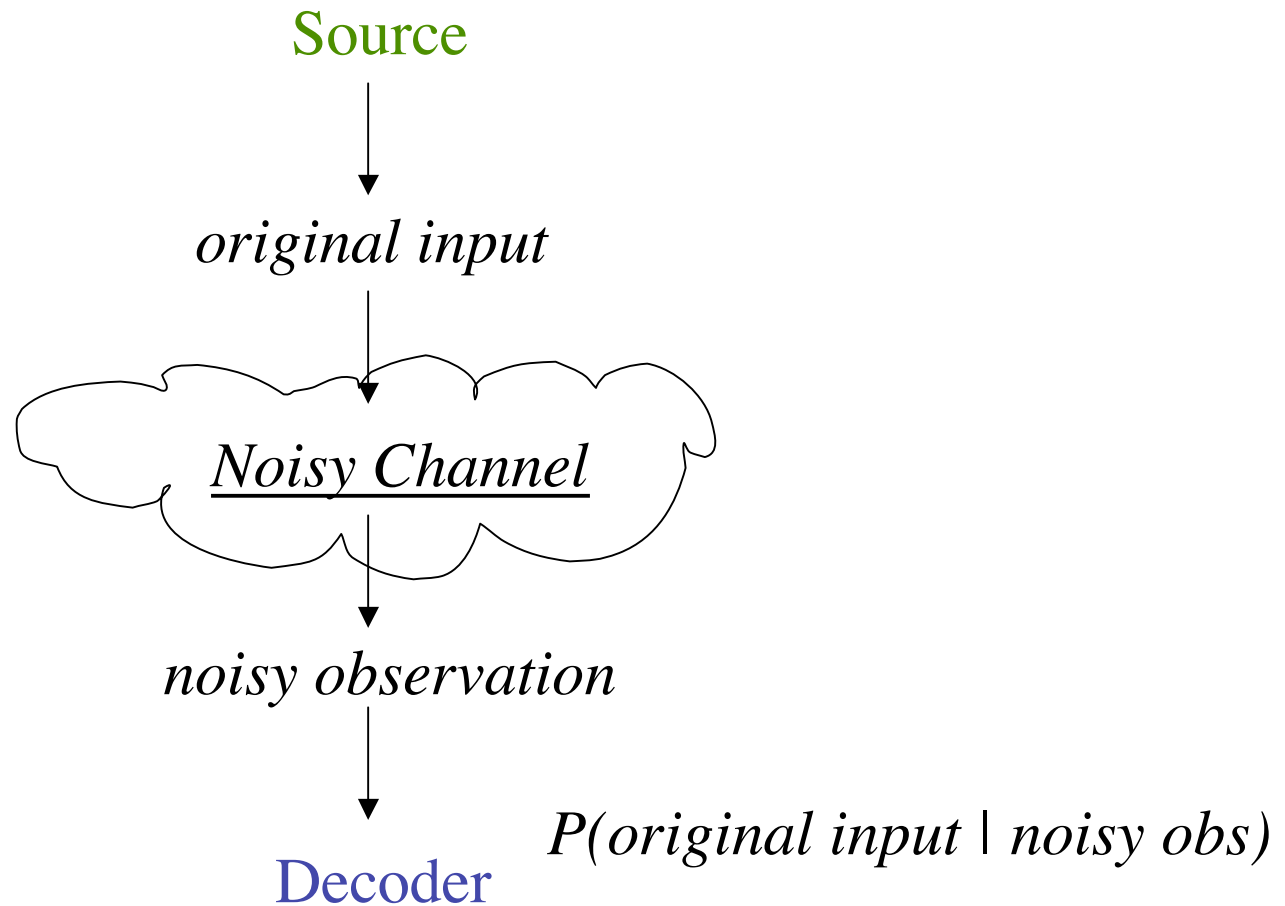 Source
original input
Noisy Channel
noisy observation
P(original input | noisy obs)
Decoder